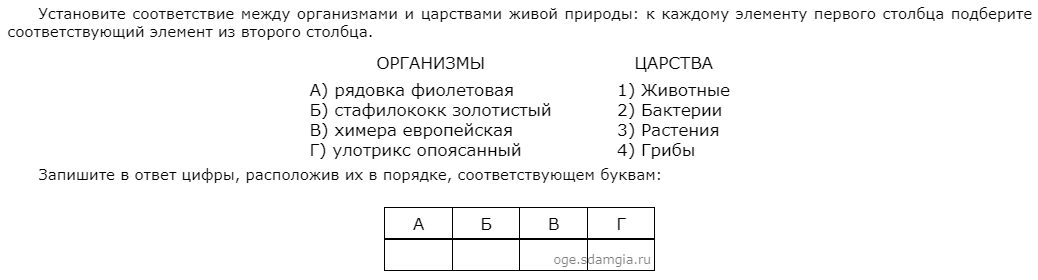 Установите соответствие между организмами и царствами живой природы: к каждому элементу первого столбца подберите
соответствующий элемент из второго столбца.
ОРГАНИЗМЫ ЦАРСТВА
А) рядовка фиолетовая 1) Животные
Б) стафилококк золотистый 2) Бактерии
В) химера европейская 3) Растения
Г) улотрикс опоясанный 4) Грибы
Запишите в ответ цифры, расположив их в порядке, соответствующем буквам:
А Б В Г
oge.sdamgia.ru